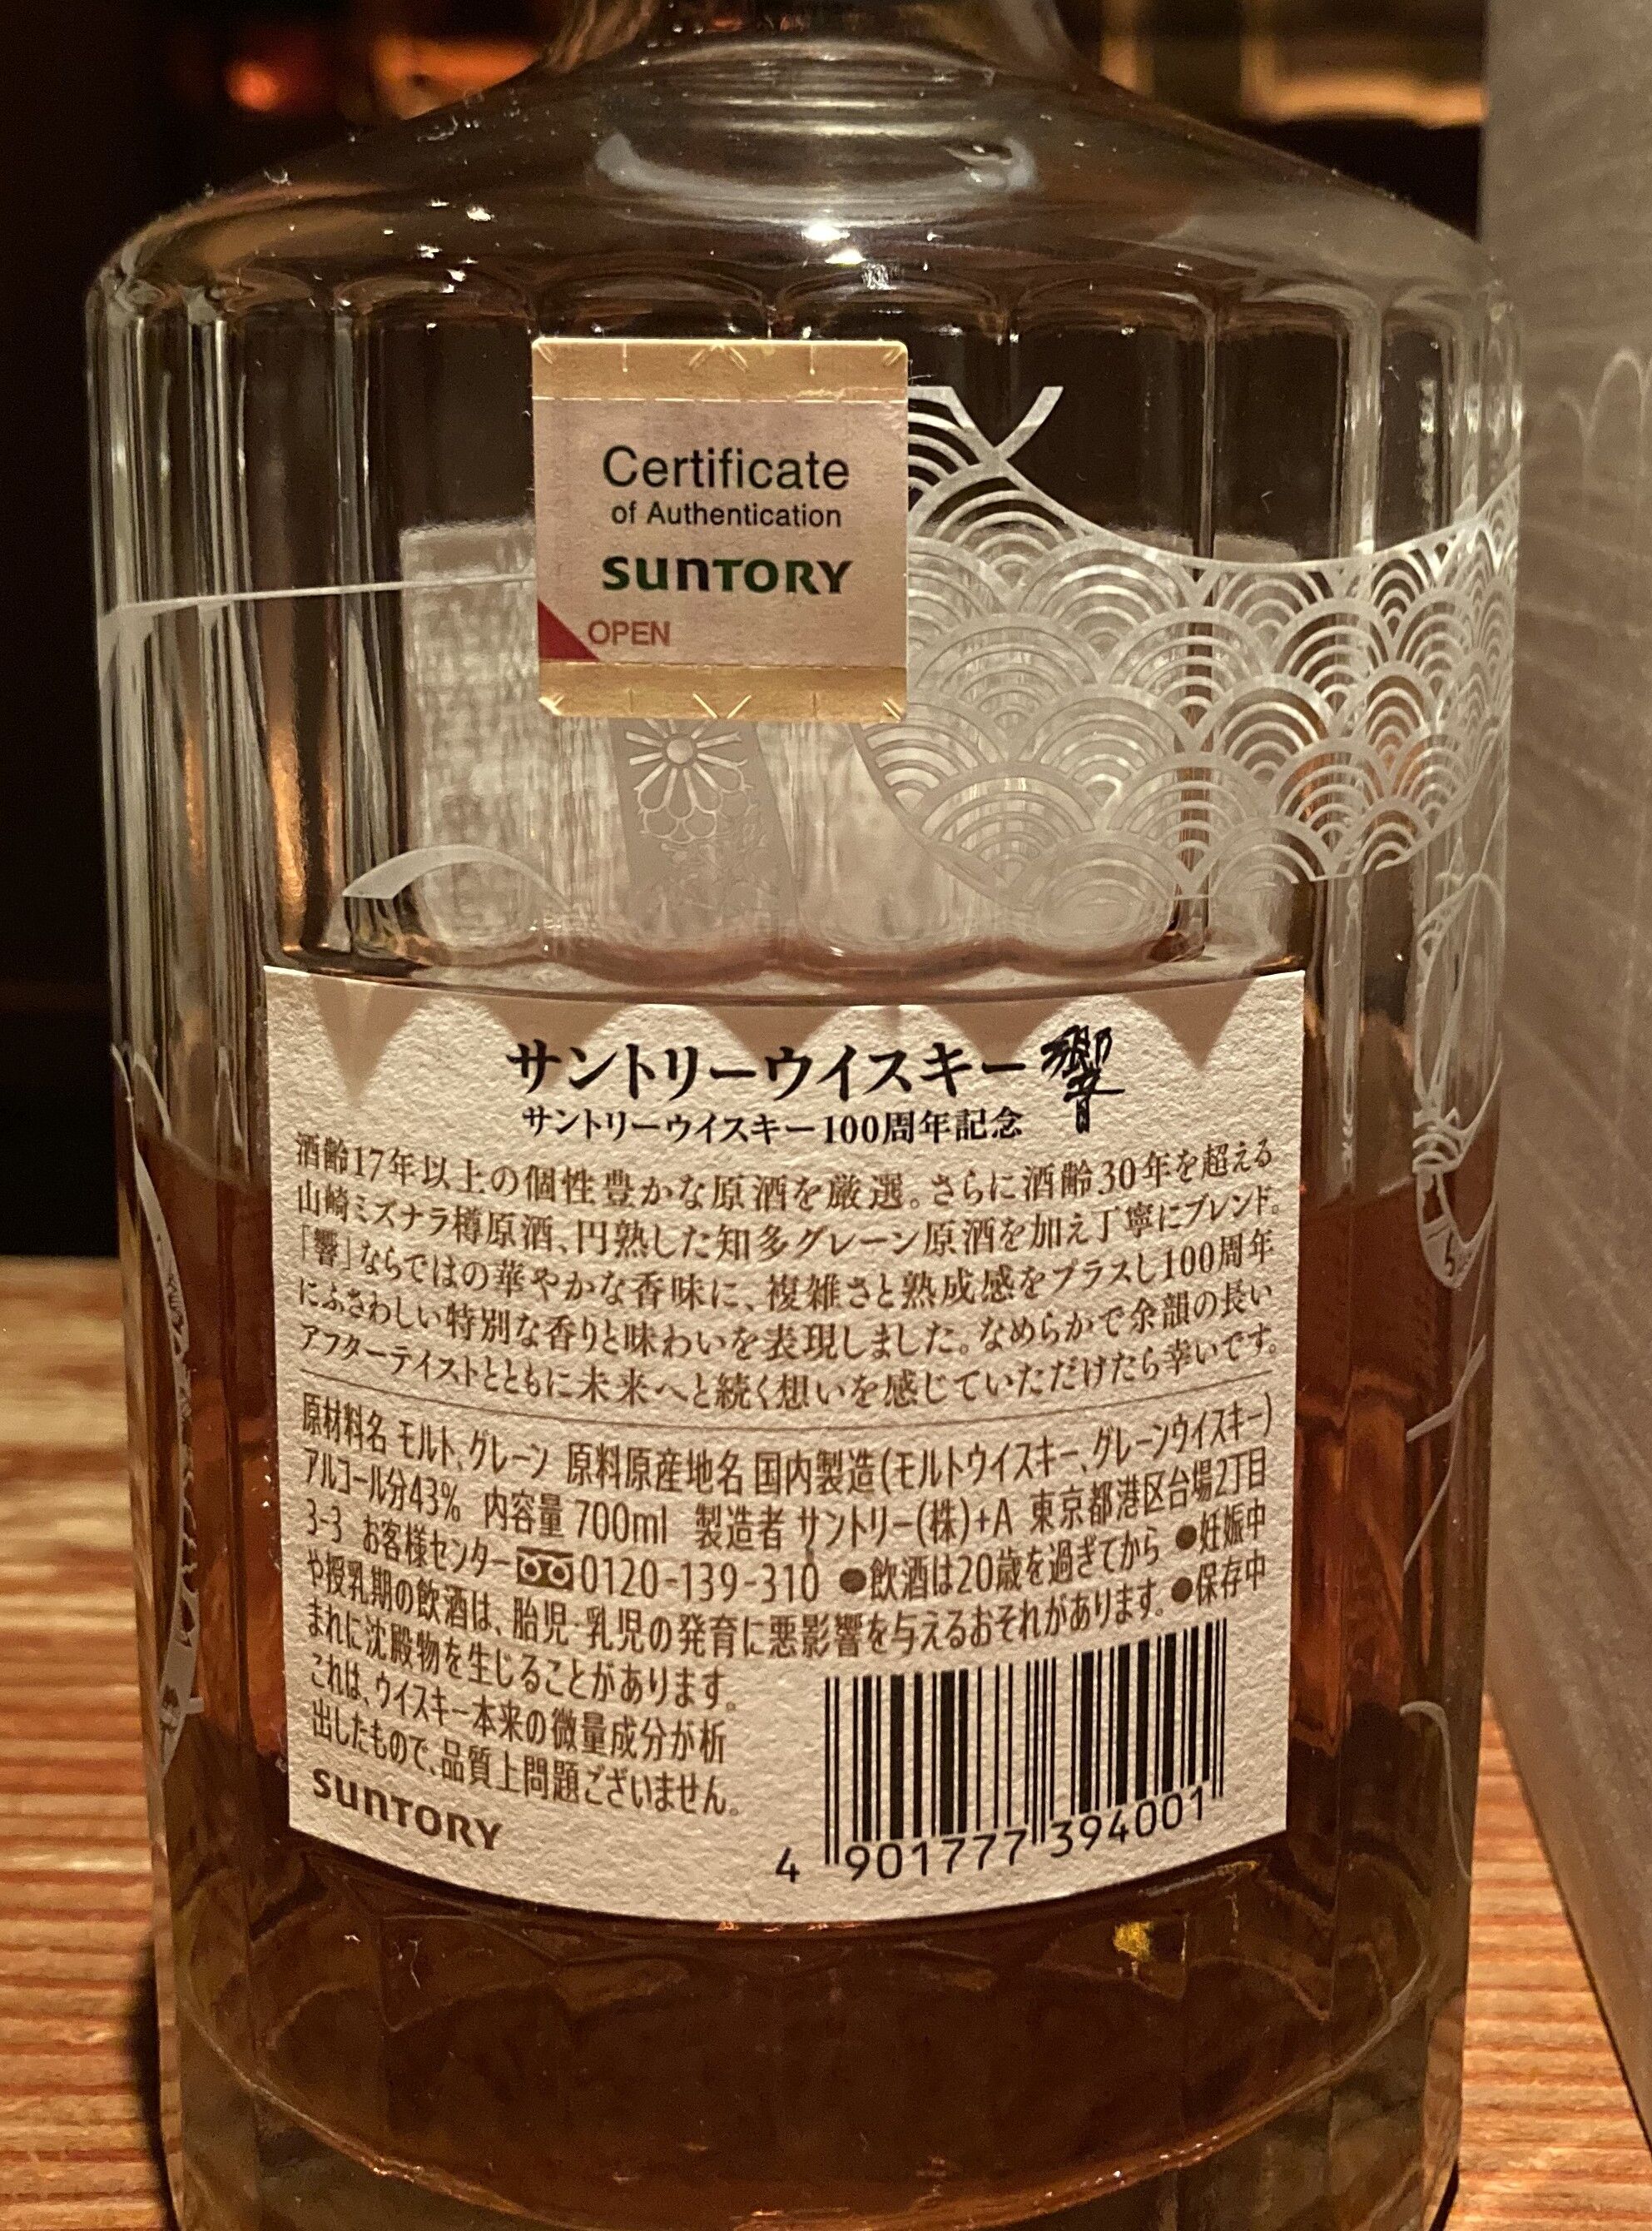 Certificate
of Authentication
SUNTORY
OPEN
サントリーウイスキー響
サントリーウイスキー100周年記念
酒齢17年以上の個性豊かな原酒を厳選。さらに酒齢30年を超える
山崎ミズナラ樽原酒、円熟した知多グレーン原酒を加え丁寧にブレンド。
「響」ならではの華やかな香味に、複雑さと熟成感をプラスし100周年
にふさわしい特別な香りと味わいを表現しました。なめらかで余韻の長い
アフターテイストとともに未来へと続く想いを感じていただけたら幸いです。
原材料名 モルト、グレーン 原料原産地名 国内製造(モルトウイスキー、グレーンウイスキー)
アルコール分43% 内容量 700ml 製造者 サントリー(株)+A 東京都港区台場2丁目
3-3 お客様センター 0120-139-310 ●飲酒は20歳を過ぎてから ●妊娠中
や授乳期の飲酒は、胎児・乳児の発育に悪影響を与えるおそれがあります。●保存中
まれに沈殿物を生じることがあります。
これは、ウイスキー本来の微量成分が析
出したもので、品質上問題ございません。
SUNTORY
4 901777 394001